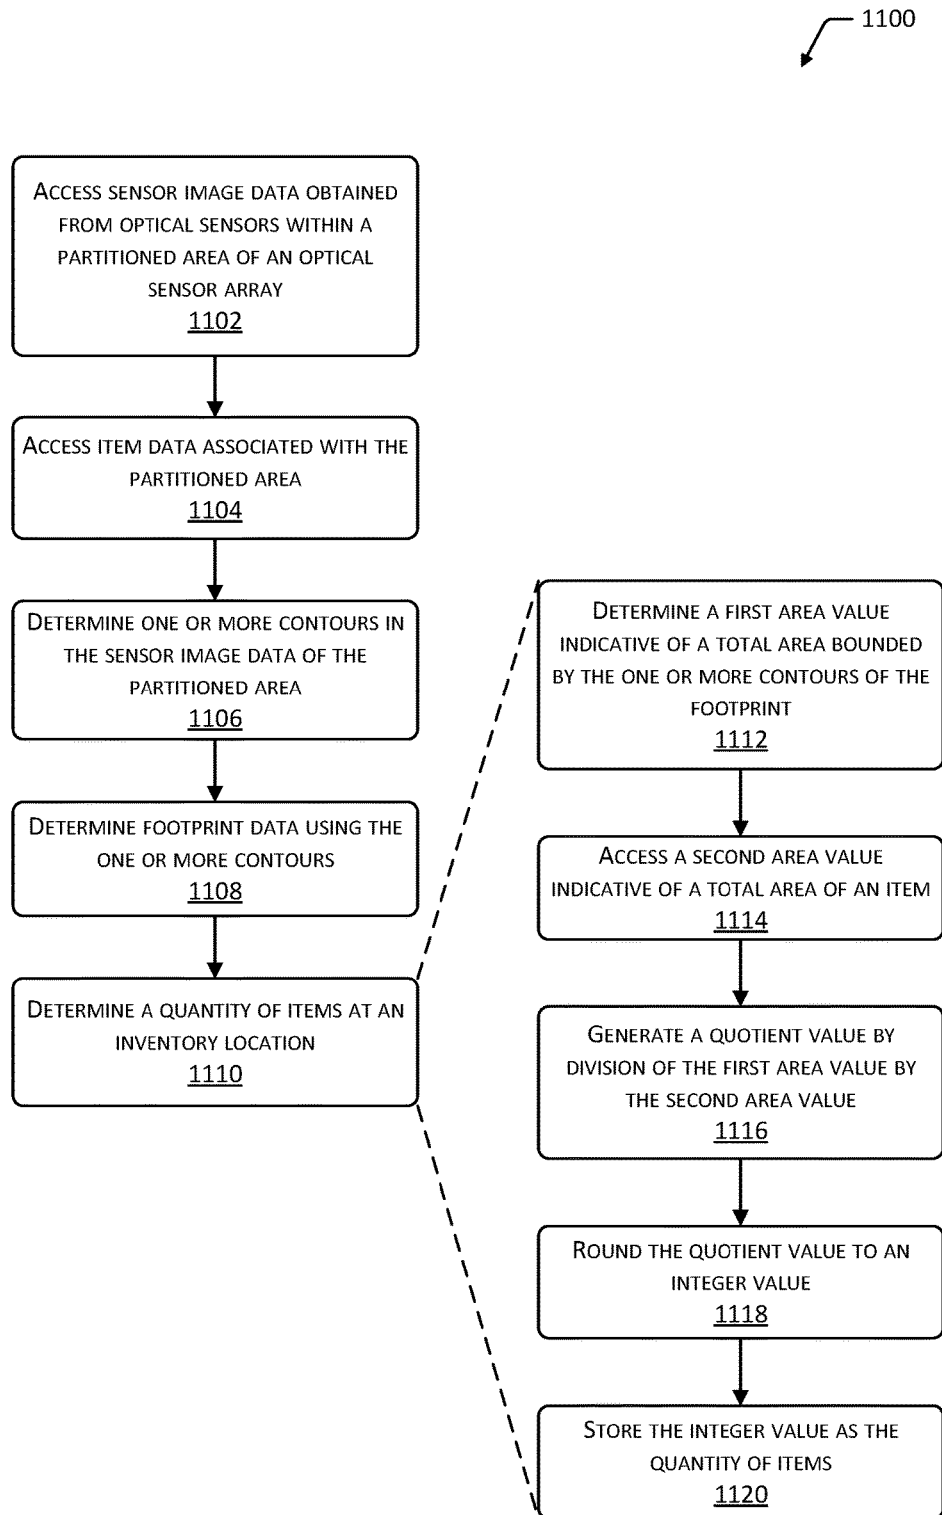 1100
ACCESS SENSOR IMAGE DATA OBTAINED
FROM OPTICAL SENSORS WITHIN A
PARTITIONED AREA OF AN OPTICAL
SENSOR ARRAY
1102
ACCESS ITEM DATA ASSOCIATED WITH THE
PARTITIONED AREA
1104
DETERMINE ONE OR MORE CONTOURS IN
THE SENSOR IMAGE DATA OF THE
PARTITIONED AREA
1106
DETERMINE FOOTPRINT DATA USING THE
ONE OR MORE CONTOURS
1108
DETERMINE A QUANTITY OF ITEMS AT AN
INVENTORY LOCATION
1110
DETERMINE A FIRST AREA VALUE
INDICATIVE OF A TOTAL AREA BOUNDED
BY THE ONE OR MORE CONTOURS OF THE
FOOTPRINT
1112
ACCESS A SECOND AREA VALUE
INDICATIVE OF A TOTAL AREA OF AN ITEM
1114
GENERATE A QUOTIENT VALUE BY
DIVISION OF THE FIRST AREA VALUE BY
THE SECOND AREA VALUE
1116
ROUND THE QUOTIENT VALUE TO AN
INTEGER VALUE
1118
STORE THE INTEGER VALUE AS THE
QUANTITY OF ITEMS
1120